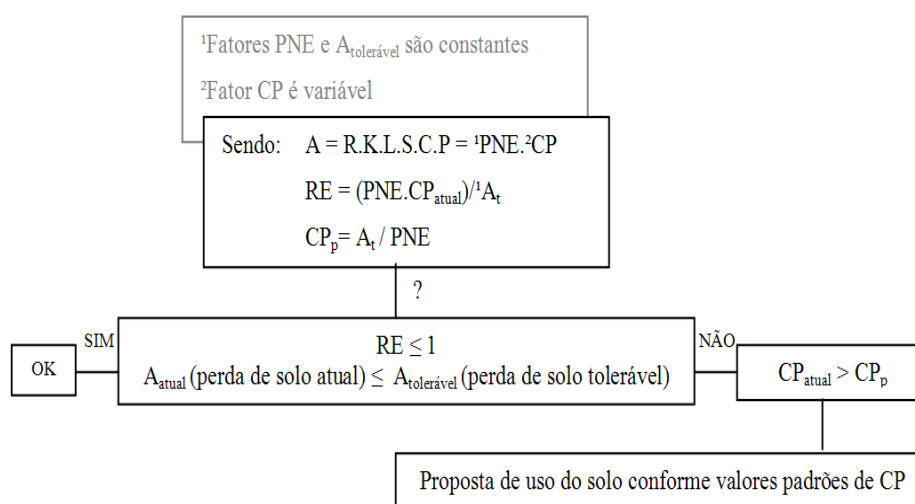 ¹Fatores PNE e Atolerável são constantes
²Fator CP é variável
Sendo: A = R.K.L.S.C.P = ¹PNE.²CP
RE = (PNE.CPatual)/¹At
CPp= At / PNE
?
SIM
NÃO
OK
RE ≤ 1
Aatual (perda de solo atual) ≤ Atolerável (perda de solo tolerável)
CPatual > CPp
Proposta de uso do solo conforme valores padrões de CP